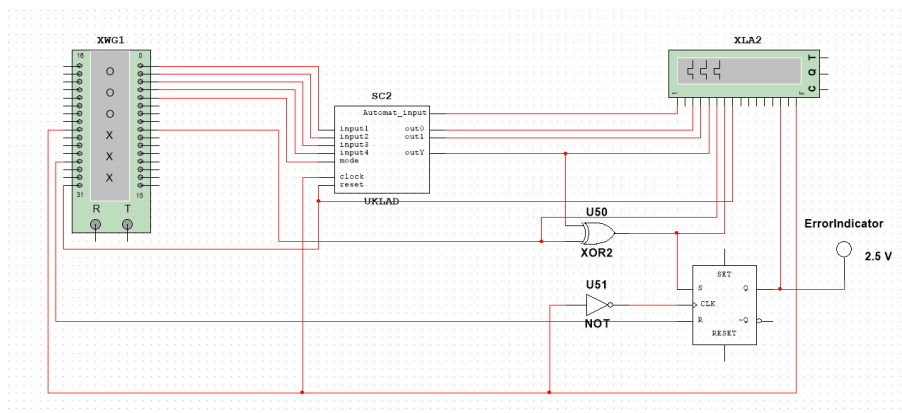 XWG1
16 0
O
O
O
X
X
X
31 15
R T
SC2
Automat_input
input1 out0
input2 out1
input3
input4 outY
mode
clock
reset
UKLAD
XLA2
1 F
C Q T
U50
XOR2
U51
NOT
SET
S Q
CLK
R ~Q
RESET
ErrorIndicator
2.5 V